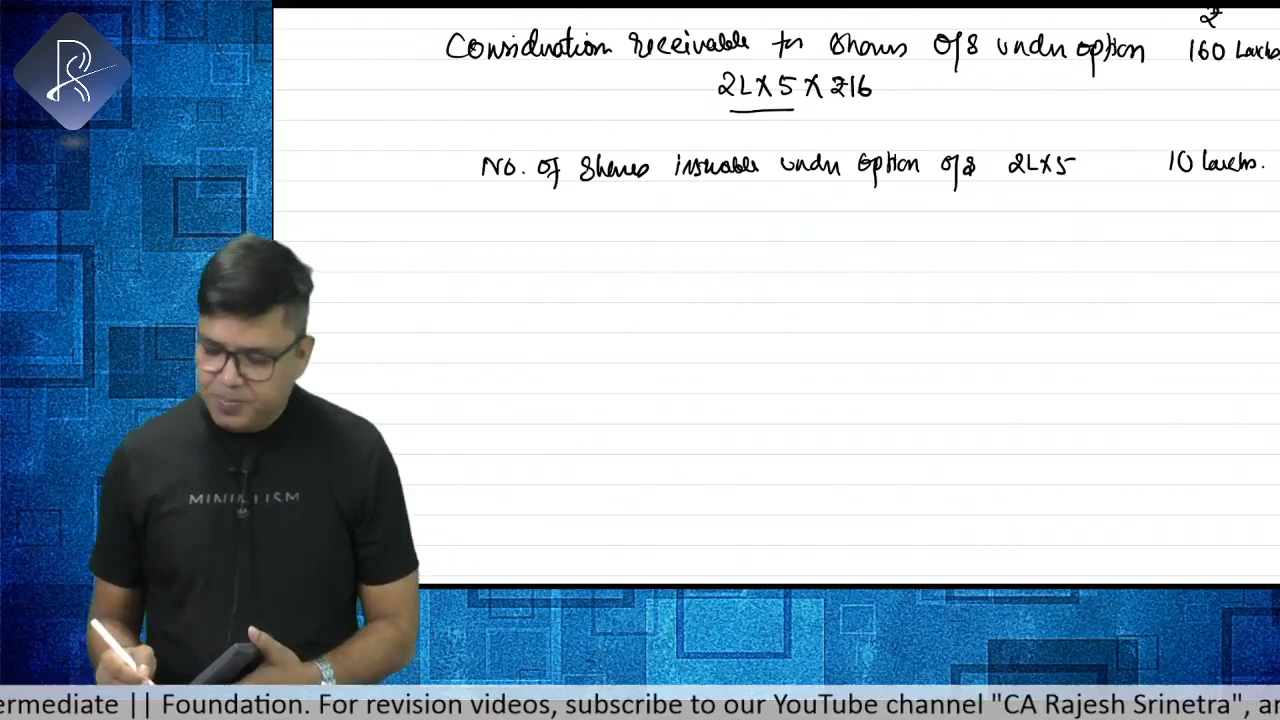 ₹
Consideration receivable for Shares o/s under option 160 Lakhs
2L X 5 X ₹16
No. of Shares issuable under option o/s 2L X 5 10 Lakhs.
MINIMLISM
ermediate || Foundation. For revision videos, subscribe to our YouTube channel "CA Rajesh Srinetra", an